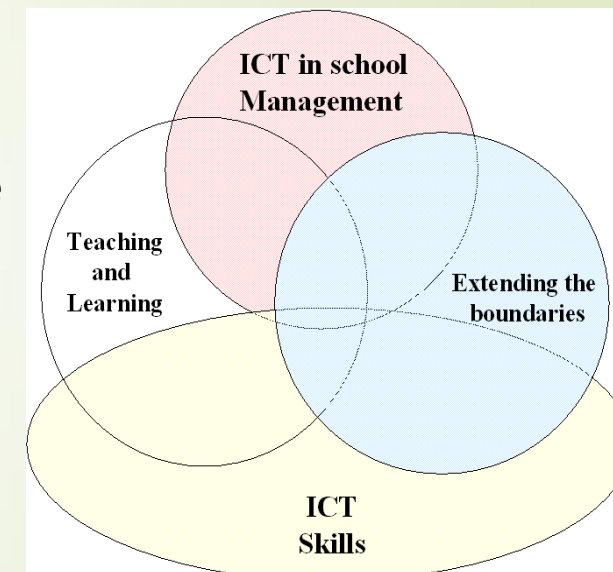 ICT in school
Management
Teaching
and
Learning
Extending the
boundaries
ICT
Skills